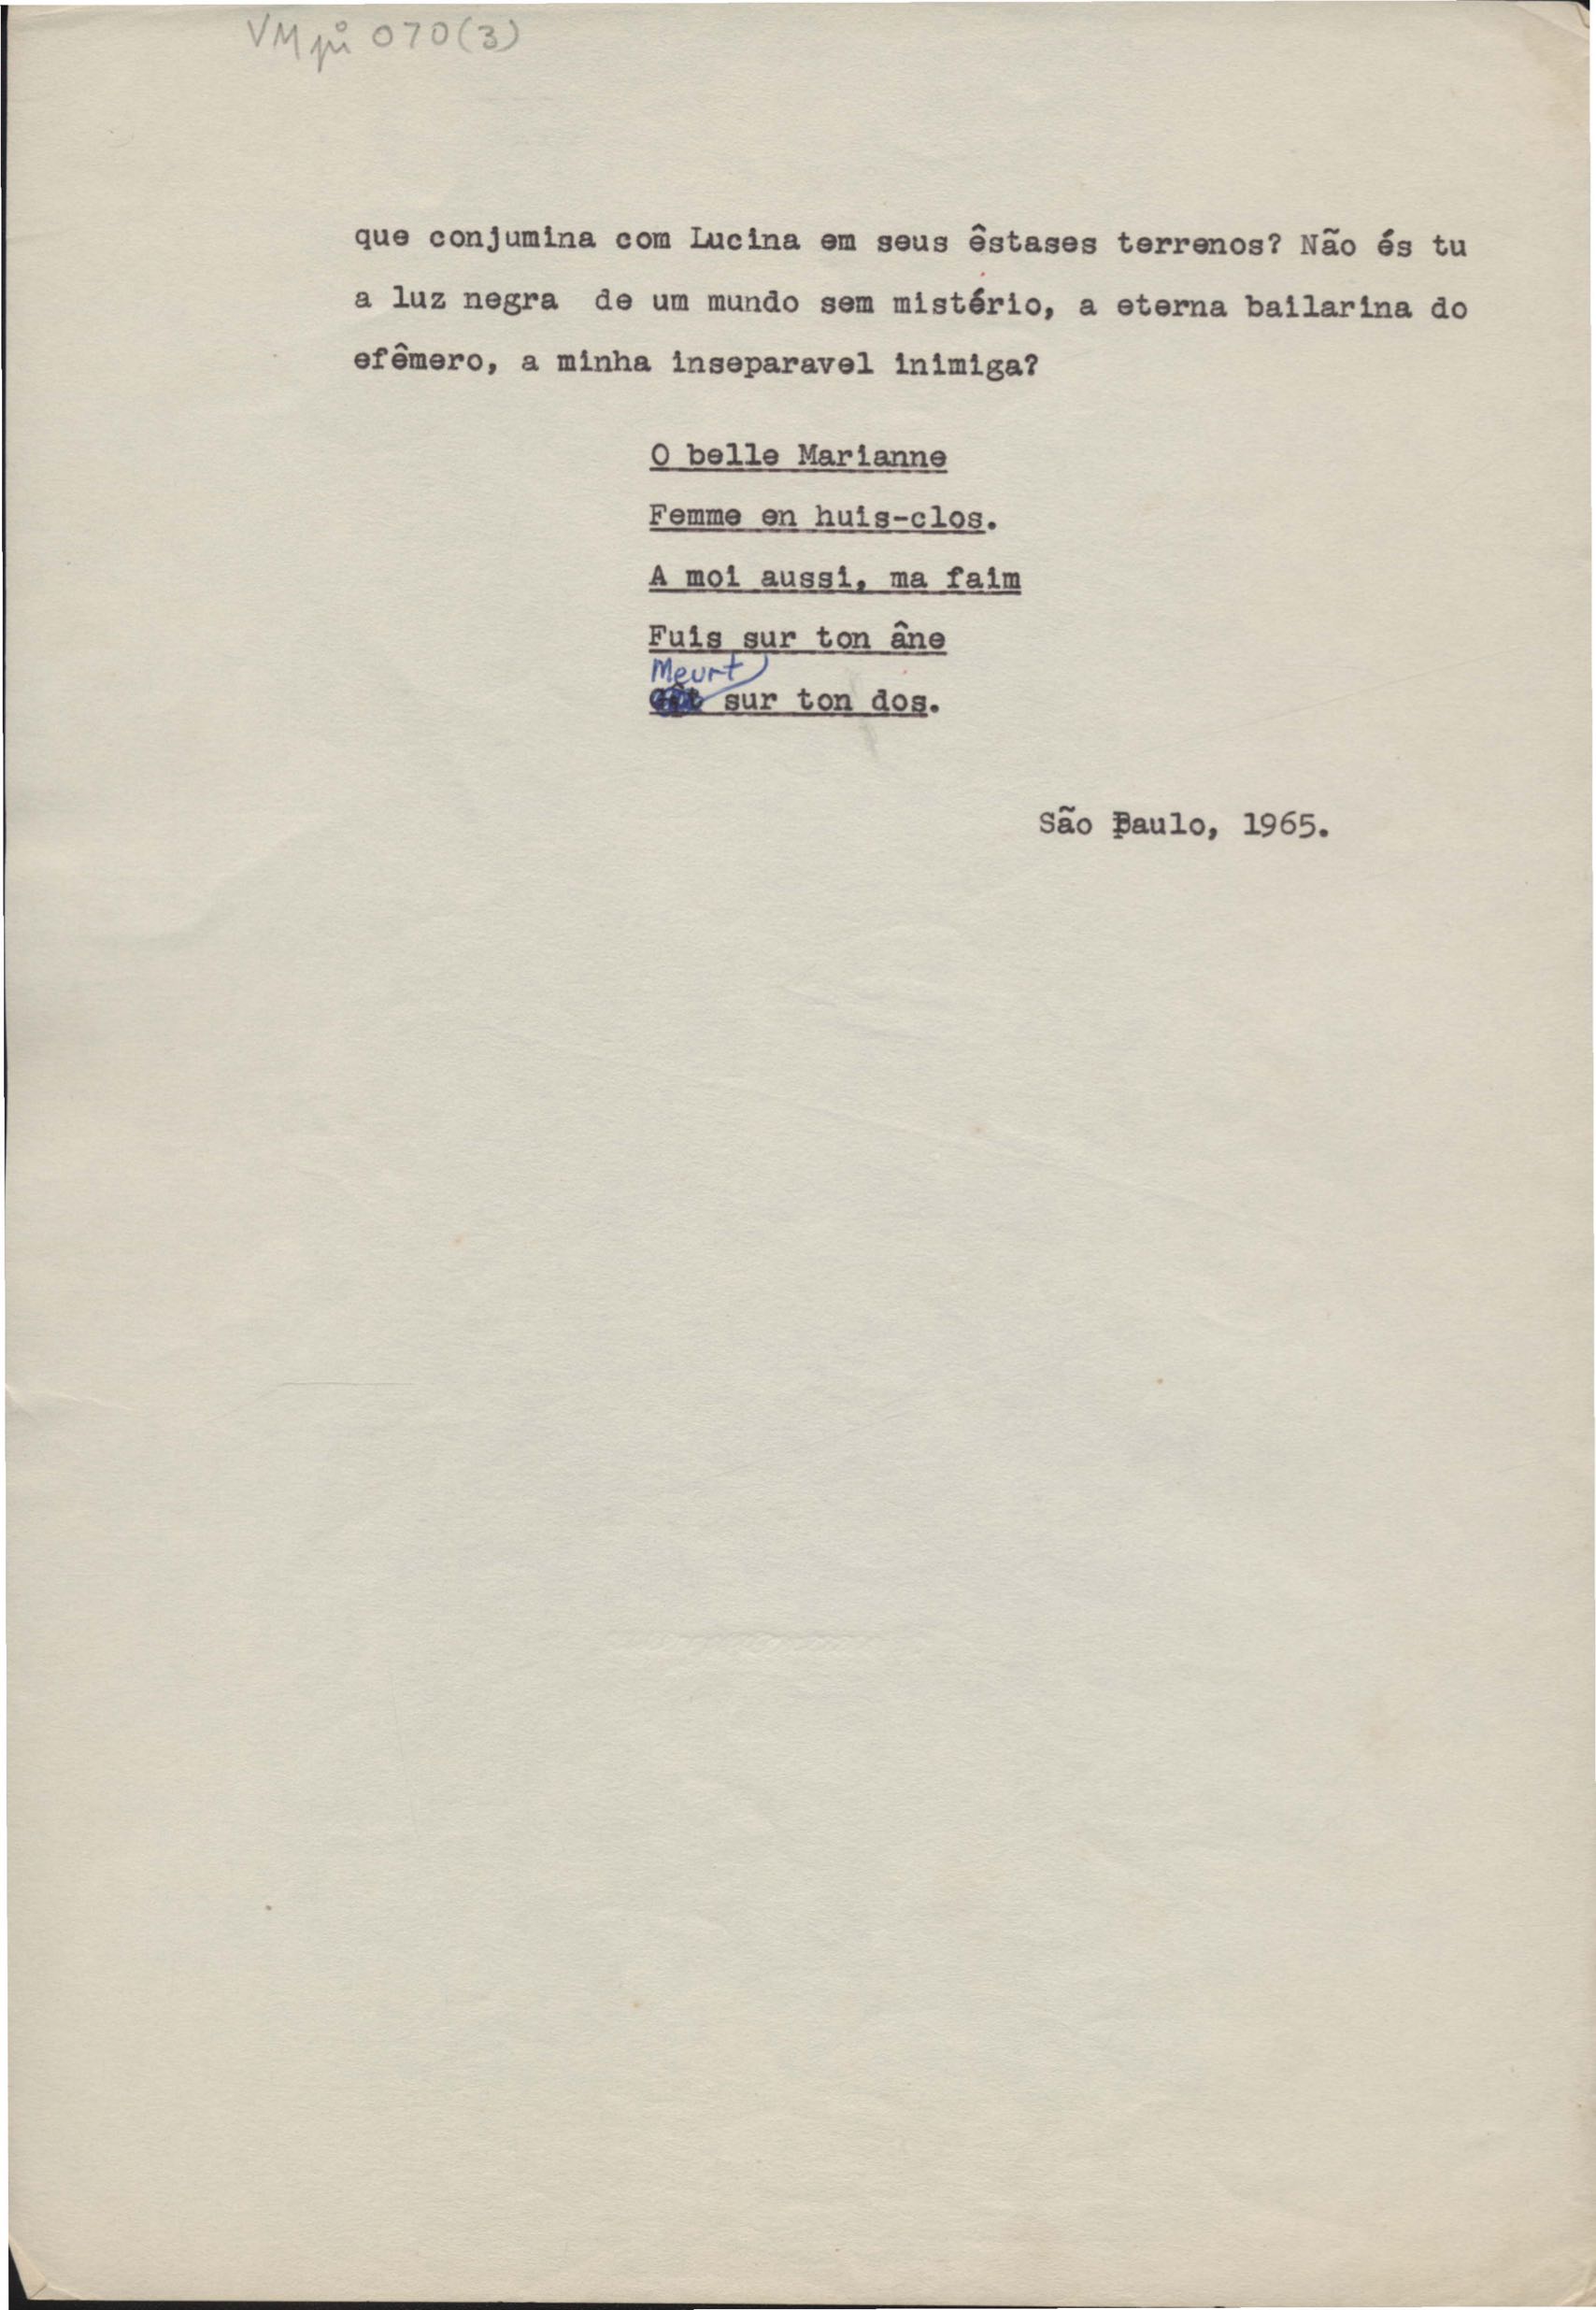 VM pi 070(3)
que conjumina com Lucina em seus êstases terrenos? Não és tu
a luz negra de um mundo sem mistério, a eterna bailarina do
efêmero, a minha inseparavel inimiga?
O belle Marianne
Femme en huis-clos.
A moi aussi, ma faim
Fuis sur ton âne
Meurt
sur ton dos.
São Paulo, 1965.